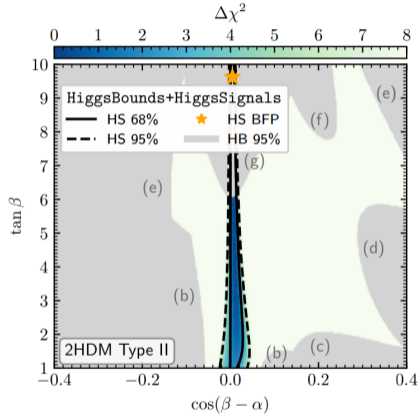 Δχ²
0 1 2 3 4 5 6 7 8
10
9
8
7
6
5
4
3
2
1
tan β
HiggsBounds+HiggsSignals
HS 68% HS BFP
HS 95% HB 95%
(e)
(f)
(g)
(e)
(d)
(b)
(c)
(b)
2HDM Type II
−0.4 −0.2 0.0 0.2 0.4
cos(β − α)